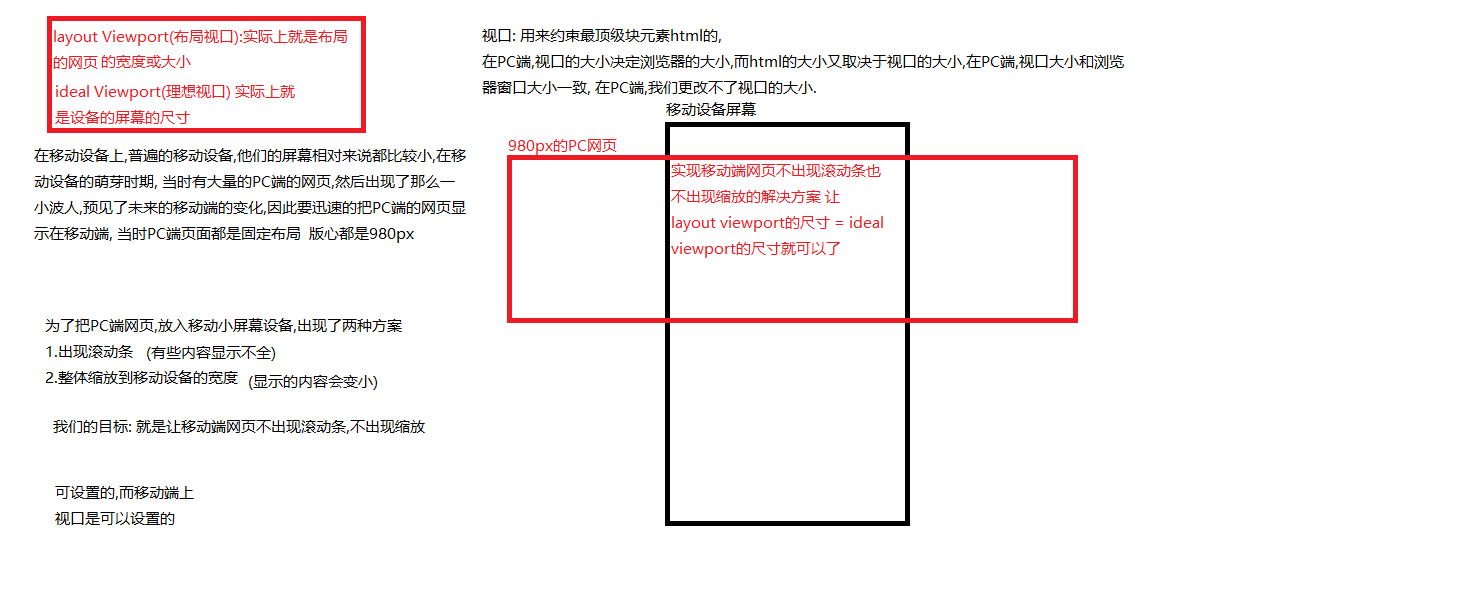 layout Viewport(布局视口):实际上就是布局
的网页 的宽度或大小
ideal Viewport(理想视口) 实际上就
是设备的屏幕的尺寸
在移动设备上,普遍的移动设备,他们的屏幕相对来说都比较小,在移
动设备的萌芽时期, 当时有大量的PC端的网页,然后出现了那么一
小波人,预见了未来的移动端的变化,因此要迅速的把PC端的网页显
示在移动端, 当时PC端页面都是固定布局  版心都是980px
为了把PC端网页,放入移动小屏幕设备,出现了两种方案
1.出现滚动条   (有些内容显示不全)
2.整体缩放到移动设备的宽度   (显示的内容会变小)
我们的目标: 就是让移动端网页不出现滚动条,不出现缩放
可设置的,而移动端上
视口是可以设置的
视口: 用来约束最顶级块元素html的,
在PC端,视口的大小决定浏览器的大小,而html的大小又取决于视口的大小,在PC端,视口大小和浏览
器窗口大小一致, 在PC端,我们更改不了视口的大小.
移动设备屏幕
980px的PC网页
实现移动端网页不出现滚动条也
不出现缩放的解决方案 让
layout viewport的尺寸 = ideal
viewport的尺寸就可以了